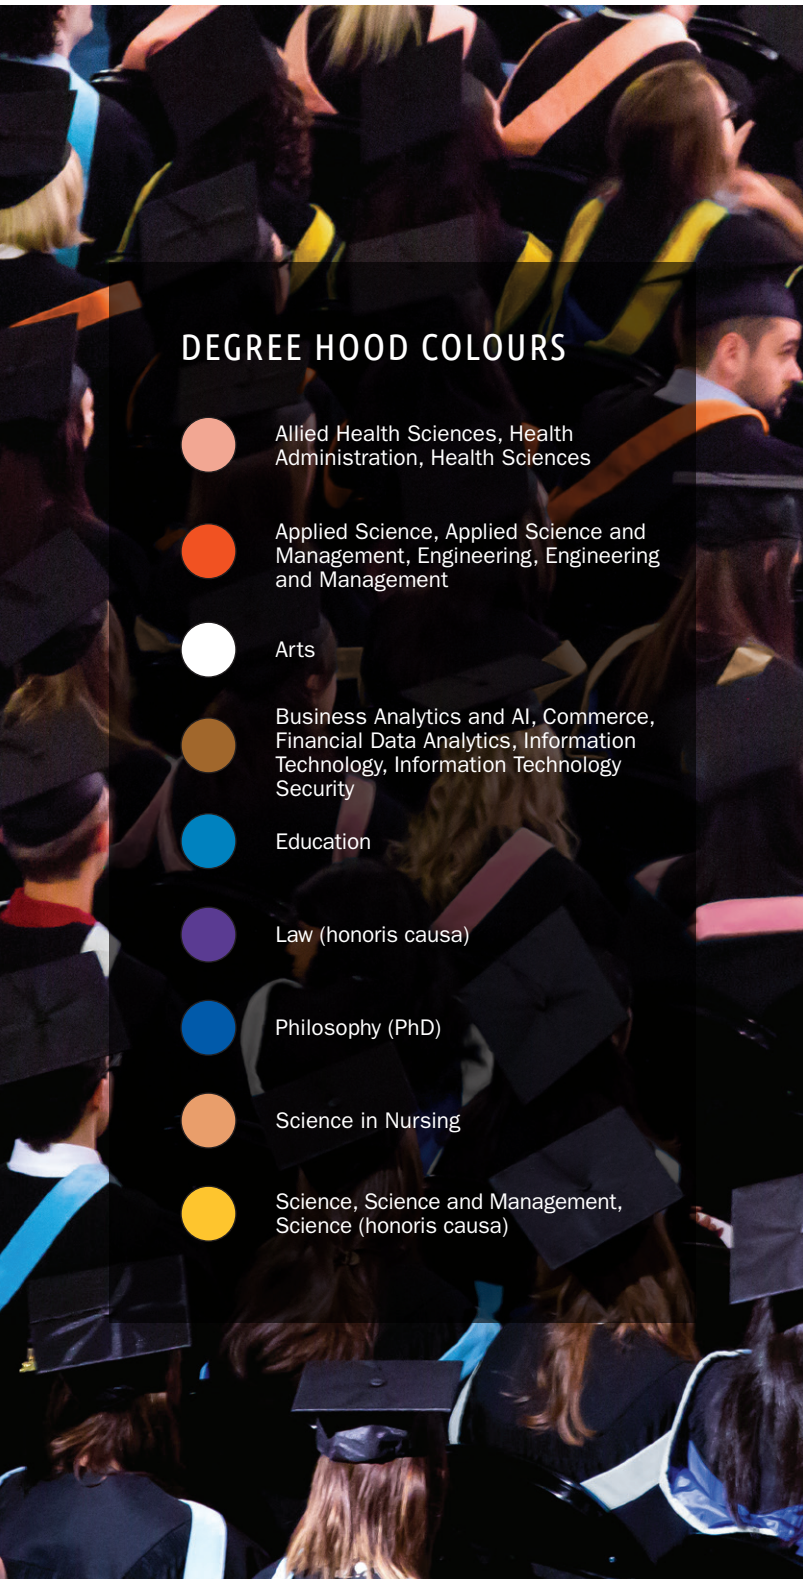 DEGREE HOOD COLOURS
Allied Health Sciences, Health
Administration, Health Sciences
Applied Science, Applied Science and
Management, Engineering, Engineering
and Management
Arts
Business Analytics and AI, Commerce,
Financial Data Analytics, Information
Technology, Information Technology
Security
Education
Law (honoris causa)
Philosophy (PhD)
Science in Nursing
Science, Science and Management,
Science (honoris causa)